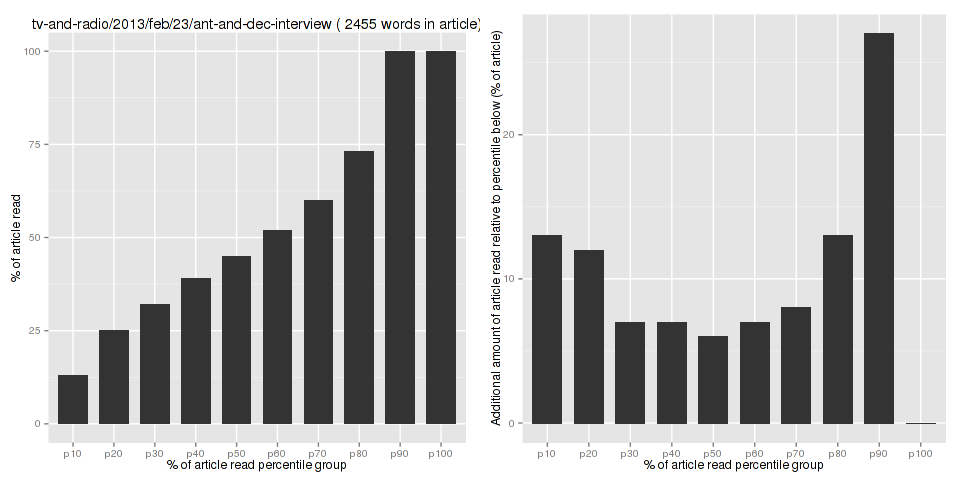 tv-and-radio/2013/feb/23/ant-and-dec-interview ( 2455 words in article)
% of article read
100
75
50
25
0
p10 p20 p30 p40 p50 p60 p70 p80 p90 p100
% of article read percentile group
Additional amount of article read relative to percentile below (% of article)
20
10
0
p10 p20 p30 p40 p50 p60 p70 p80 p90 p100
% of article read percentile group